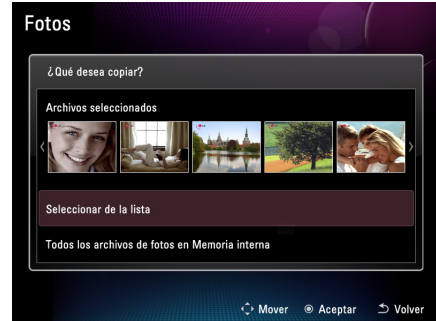 Fotos
¿Qué desea copiar?
Archivos seleccionados
Seleccionar de la lista
Todos los archivos de fotos en Memoria interna
Mover Aceptar Volver